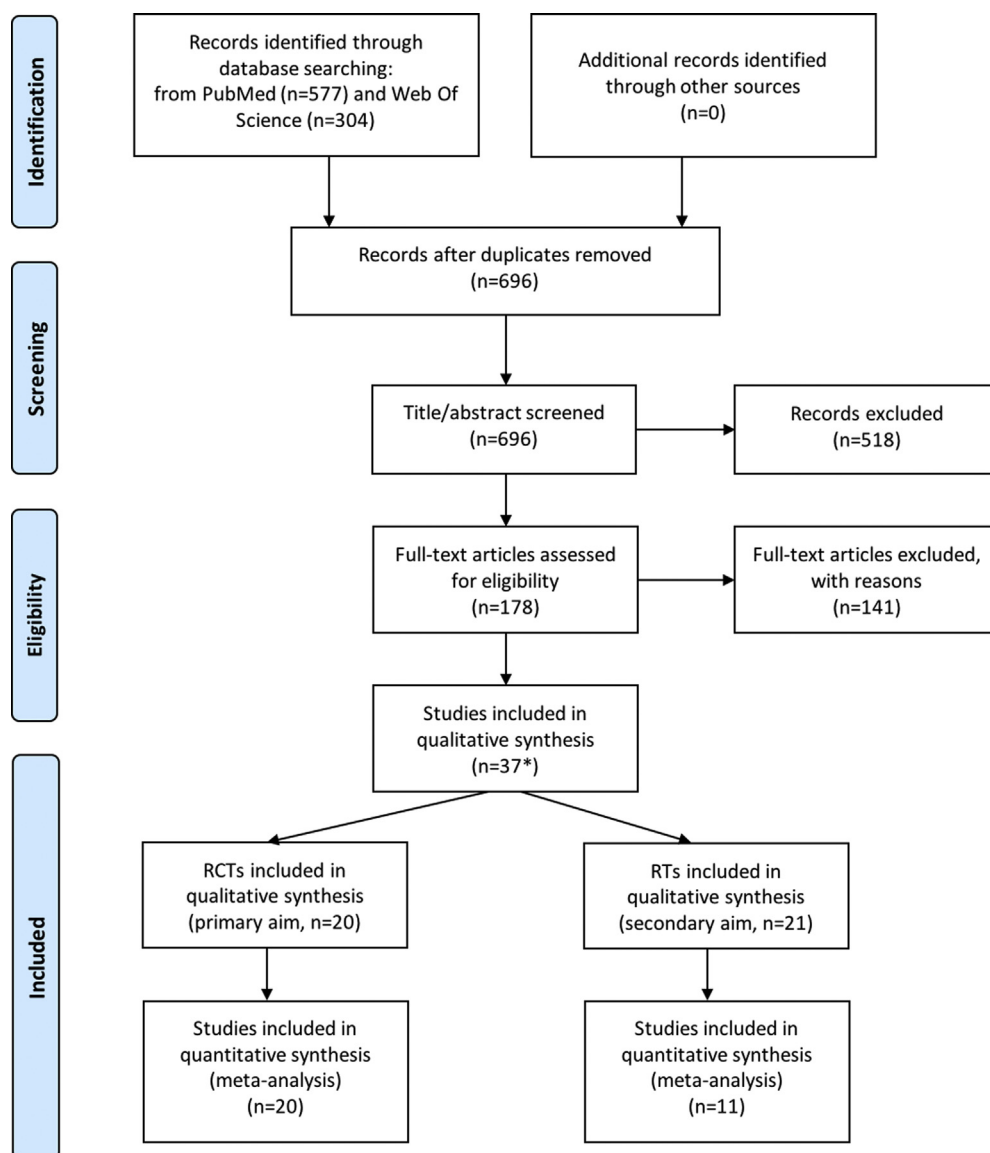 Identification
Records identified through
database searching:
from PubMed (n=577) and Web Of
Science (n=304)
Additional records identified
through other sources
(n=0)
Records after duplicates removed
(n=696)
Screening
Title/abstract screened
(n=696)
Records excluded
(n=518)
Eligibility
Full-text articles assessed
for eligibility
(n=178)
Full-text articles excluded,
with reasons
(n=141)
Studies included in
qualitative synthesis
(n=37*)
Included
RCTs included in
qualitative synthesis
(primary aim, n=20)
RTs included in
qualitative synthesis
(secondary aim, n=21)
Studies included in
quantitative synthesis
(meta-analysis)
(n=20)
Studies included in
quantitative synthesis
(meta-analysis)
(n=11)